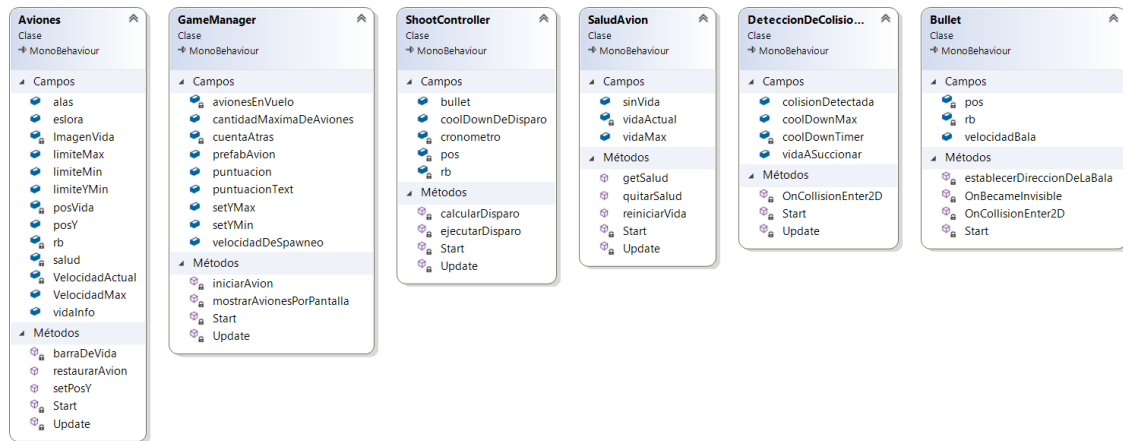 Aviones
Clase
MonoBehaviour
Campos
alas
eslora
ImagenVida
limiteMax
limiteMin
limiteYMin
posVida
posY
rb
salud
VelocidadActual
VelocidadMax
vidaInfo
Métodos
barraDeVida
restaurarAvion
setPosY
Start
Update
GameManager
Clase
MonoBehaviour
Campos
avionesEnVuelo
cantidadMaximaDeAviones
cuentaAtras
prefabAvion
puntuacion
puntuacionText
setYMax
setYMin
velocidadDeSpawneo
Métodos
iniciarAvion
mostrarAvionesPorPantalla
Start
Update
ShootController
Clase
MonoBehaviour
Campos
bullet
coolDownDeDisparo
cronometro
pos
rb
Métodos
calcularDisparo
ejecutarDisparo
Start
Update
SaludAvion
Clase
MonoBehaviour
Campos
sinVida
vidaActual
vidaMax
Métodos
getSalud
quitarSalud
reiniciarVida
Start
Update
DeteccionDeColisio...
Clase
MonoBehaviour
Campos
colisionDetectada
coolDownMax
coolDownTimer
vidaASuccionar
Métodos
OnCollisionEnter2D
Start
Update
Bullet
Clase
MonoBehaviour
Campos
pos
rb
velocidadBala
Métodos
establecerDireccionDeLaBala
OnBecameInvisible
OnCollisionEnter2D
Start